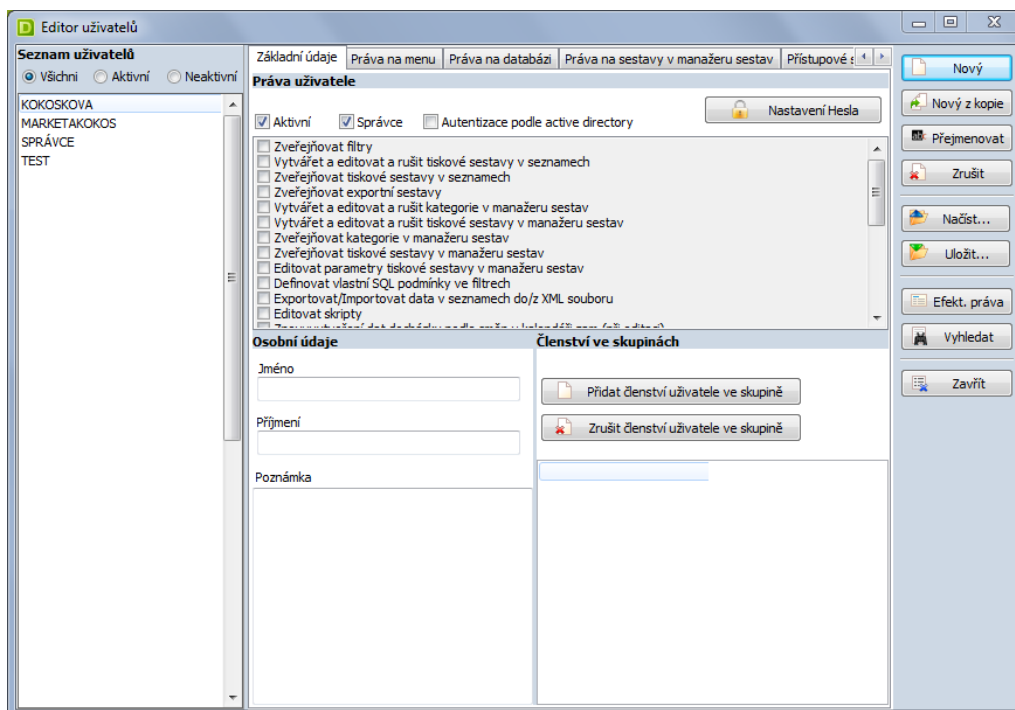 Editor uživatelů
Seznam uživatelů
Všichni Aktivní Neaktivní
KOKOSKOVA
MARKETAKOKOS
SPRÁVCE
TEST
Základní údaje Práva na menu Práva na databázi Práva na sestavy v manažeru sestav Přístupové s
Práva uživatele
Aktivní Správce Autentizace podle active directory Nastavení Hesla
Zveřejňovat filtry
Vytvářet a editovat a rušit tiskové sestavy v seznamech
Zveřejňovat tiskové sestavy v seznamech
Zveřejňovat exportní sestavy
Vytvářet a editovat a rušit kategorie v manažeru sestav
Vytvářet a editovat a rušit tiskové sestavy v manažeru sestav
Zveřejňovat kategorie v manažeru sestav
Zveřejňovat tiskové sestavy v manažeru sestav
Editovat parametry tiskové sestavy v manažeru sestav
Definovat vlastní SQL podmínky ve filtrech
Exportovat/Importovat data v seznamech do/z XML souboru
Editovat skripty
Osobní údaje
Jméno
Příjmení
Poznámka
Členství ve skupinách
Přidat členství uživatele ve skupině
Zrušit členství uživatele ve skupině
Nový
Nový z kopie
Přejmenovat
Zrušit
Načíst...
Uložit...
Efekt. práva
Vyhledat
Zavřít